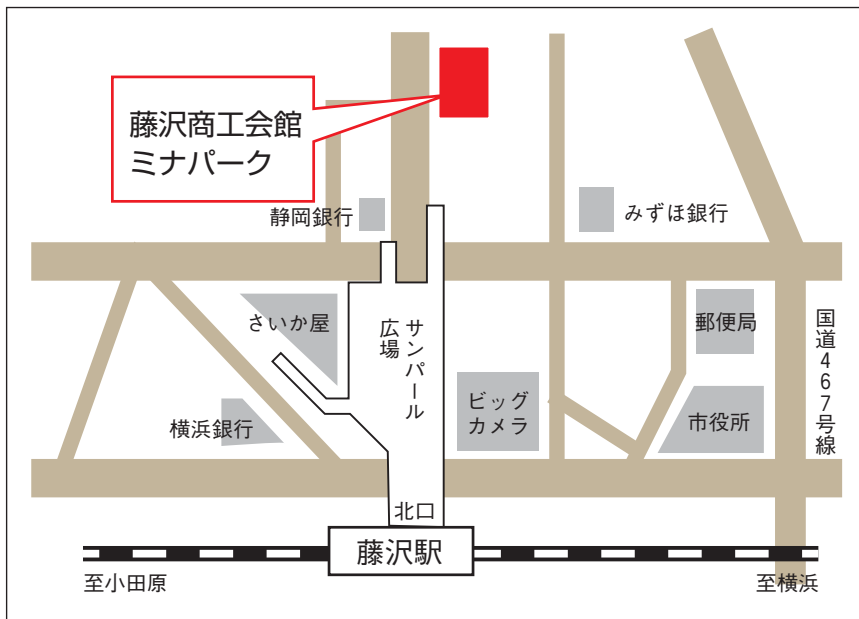 藤沢商工会館
ミナパーク
静岡銀行
みずほ銀行
さいか屋
サンパール
広場
郵便局
国道467号線
ビッグ
カメラ
市役所
横浜銀行
北口
藤沢駅
至小田原
至横浜